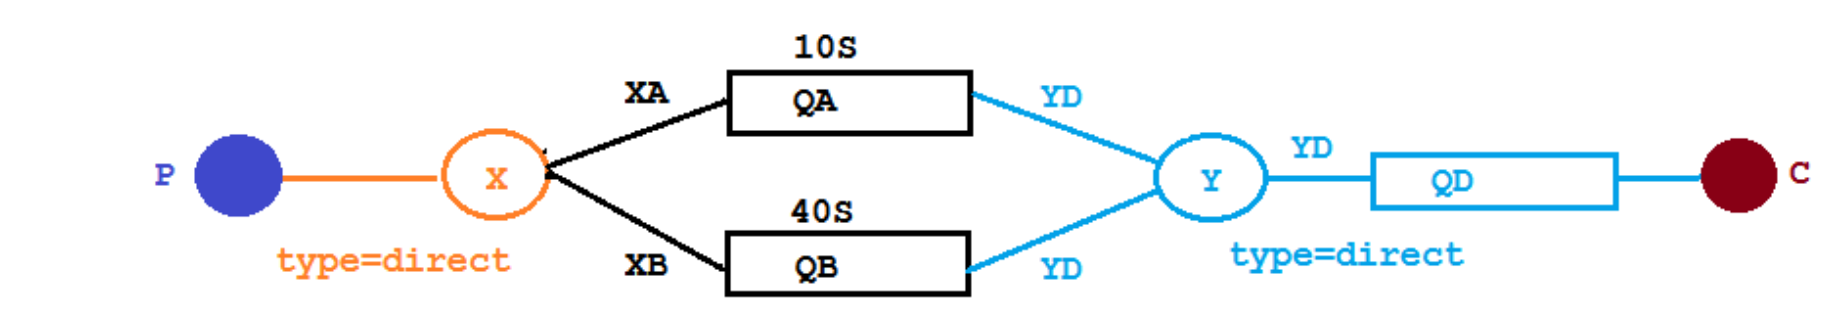 10S
XA
QA
YD
YD
P
X
Y
QD
C
40S
type=direct
type=direct
XB
QB
YD